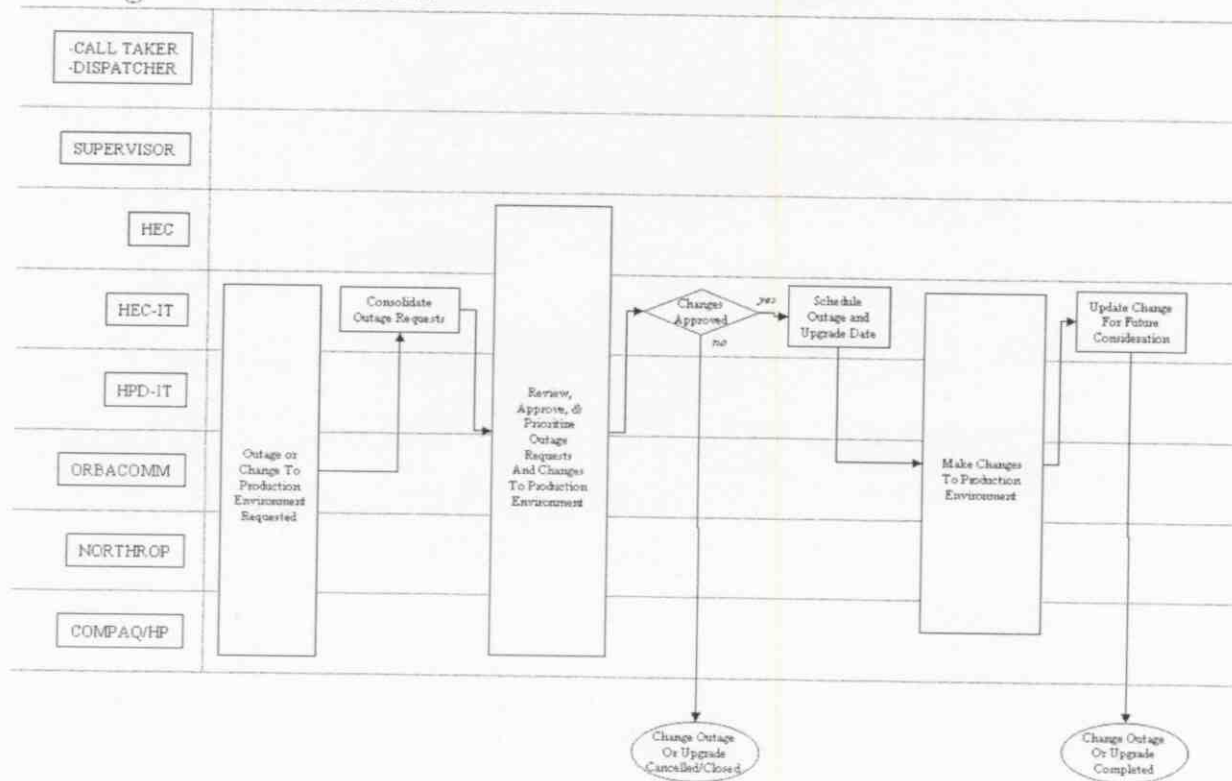 -CALL TAKER
-DISPATCHER
SUPERVISOR
HEC
HEC-IT
HPD-IT
ORBACOMM
NORTHROP
COMPAQ/HP
Outage or
Change To
Production
Environment
Requested
Consolidate
Outage Requests
Review,
Approve, &
Prioritize
Outage
Requests
And Changes
To Production
Environment
Changes
Approved
yes
no
Schedule
Outage and
Upgrade Date
Make Changes
To Production
Environment
Update Change
For Future
Consideration
Change Outage
Or Upgrade
Cancelled/Closed
Change Outage
Or Upgrade
Completed